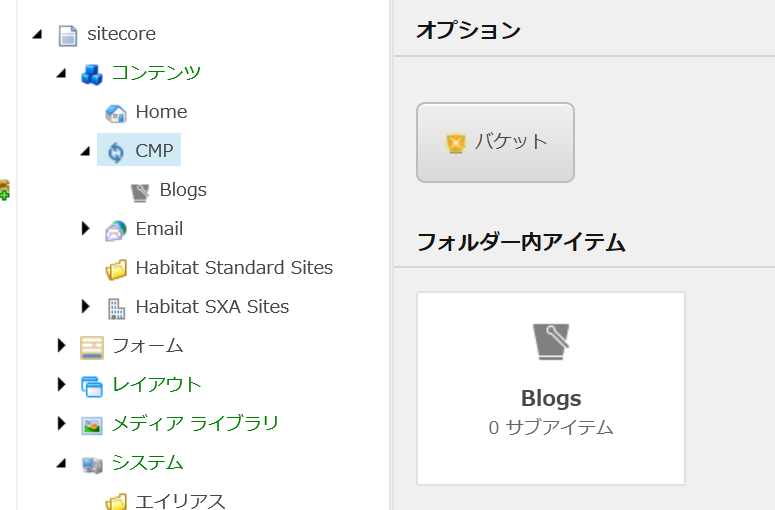 sitecore
コンテンツ
Home
CMP
Blogs
Email
Habitat Standard Sites
Habitat SXA Sites
フォーム
レイアウト
メディア ライブラリ
システム
エイリアス
オプション
バケット
フォルダー内アイテム
Blogs
0 サブアイテム